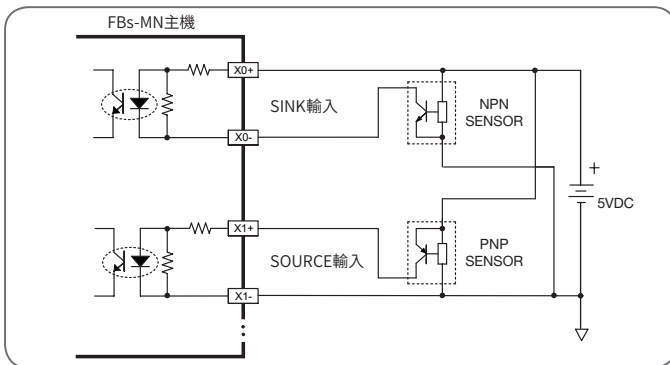 FBs-MN主機
X0+
SINK輸入
X0-
NPN
SENSOR
+
5VDC
X1+
SOURCE輸入
X1-
PNP
SENSOR